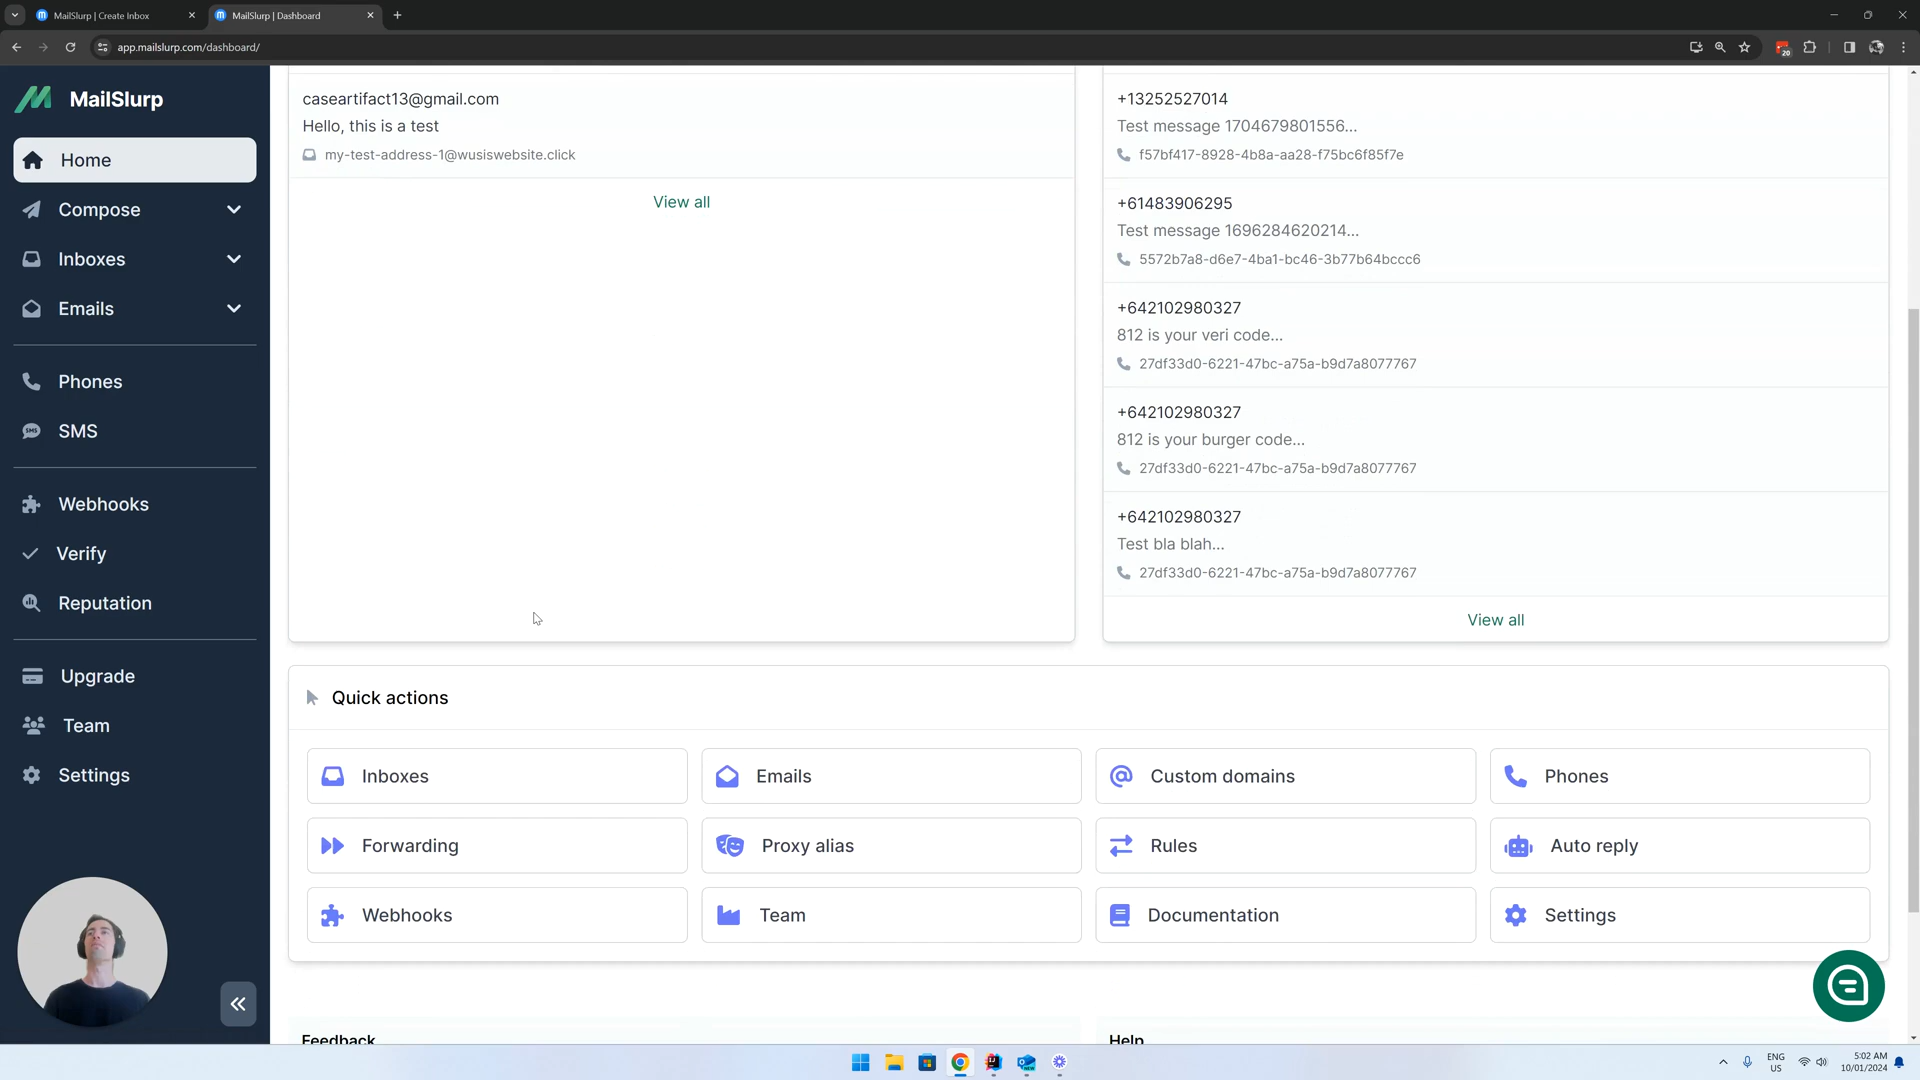 MailSlurp | Create Inbox
MailSlurp | Dashboard
app.mailslurp.com/dashboard/
20
MailSlurp
Home
Compose
Inboxes
Emails
Phones
SMS
SMS
Webhooks
Verify
Reputation
Upgrade
Team
Settings
caseartifact13@gmail.com
Hello, this is a test
my-test-address-1@wusiswebsite.click
View all
+13252527014
Test message 1704679801556...
f57bf417-8928-4b8a-aa28-f75bc6f85f7e
+61483906295
Test message 1696284620214...
5572b7a8-d6e7-4ba1-bc46-3b77b64bccc6
+642102980327
812 is your veri code...
27df33d0-6221-47bc-a75a-b9d7a8077767
+642102980327
812 is your burger code...
27df33d0-6221-47bc-a75a-b9d7a8077767
+642102980327
Test bla blah...
27df33d0-6221-47bc-a75a-b9d7a8077767
View all
Quick actions
Inboxes
Emails
Custom domains
Phones
Forwarding
Proxy alias
Rules
Auto reply
Webhooks
Team
Documentation
Settings
Feedback
Help
ENG
US
5:02 AM
10/01/2024